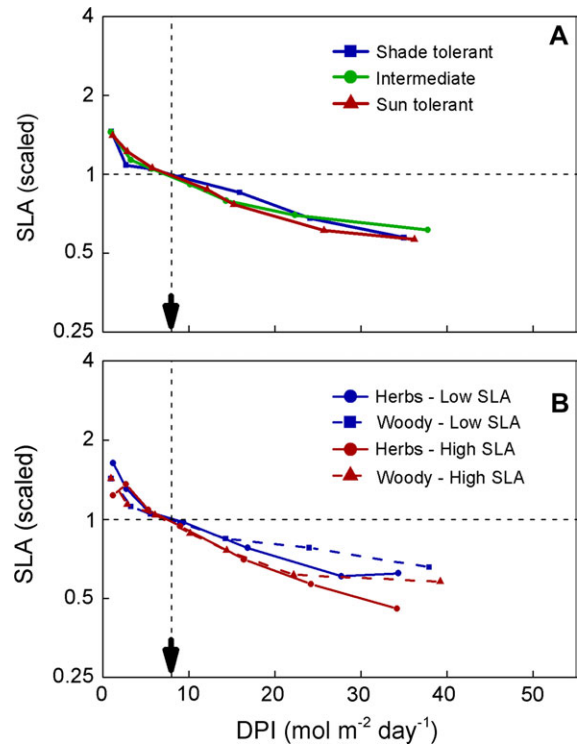 4
A
Shade tolerant
Intermediate
Sun tolerant
2
1
0.5
0.25
SLA (scaled)
4
B
Herbs - Low SLA
Woody - Low SLA
Herbs - High SLA
Woody - High SLA
2
1
0.5
0.25
SLA (scaled)
0 10 20 30 40 50
DPI (mol m⁻² day⁻¹)